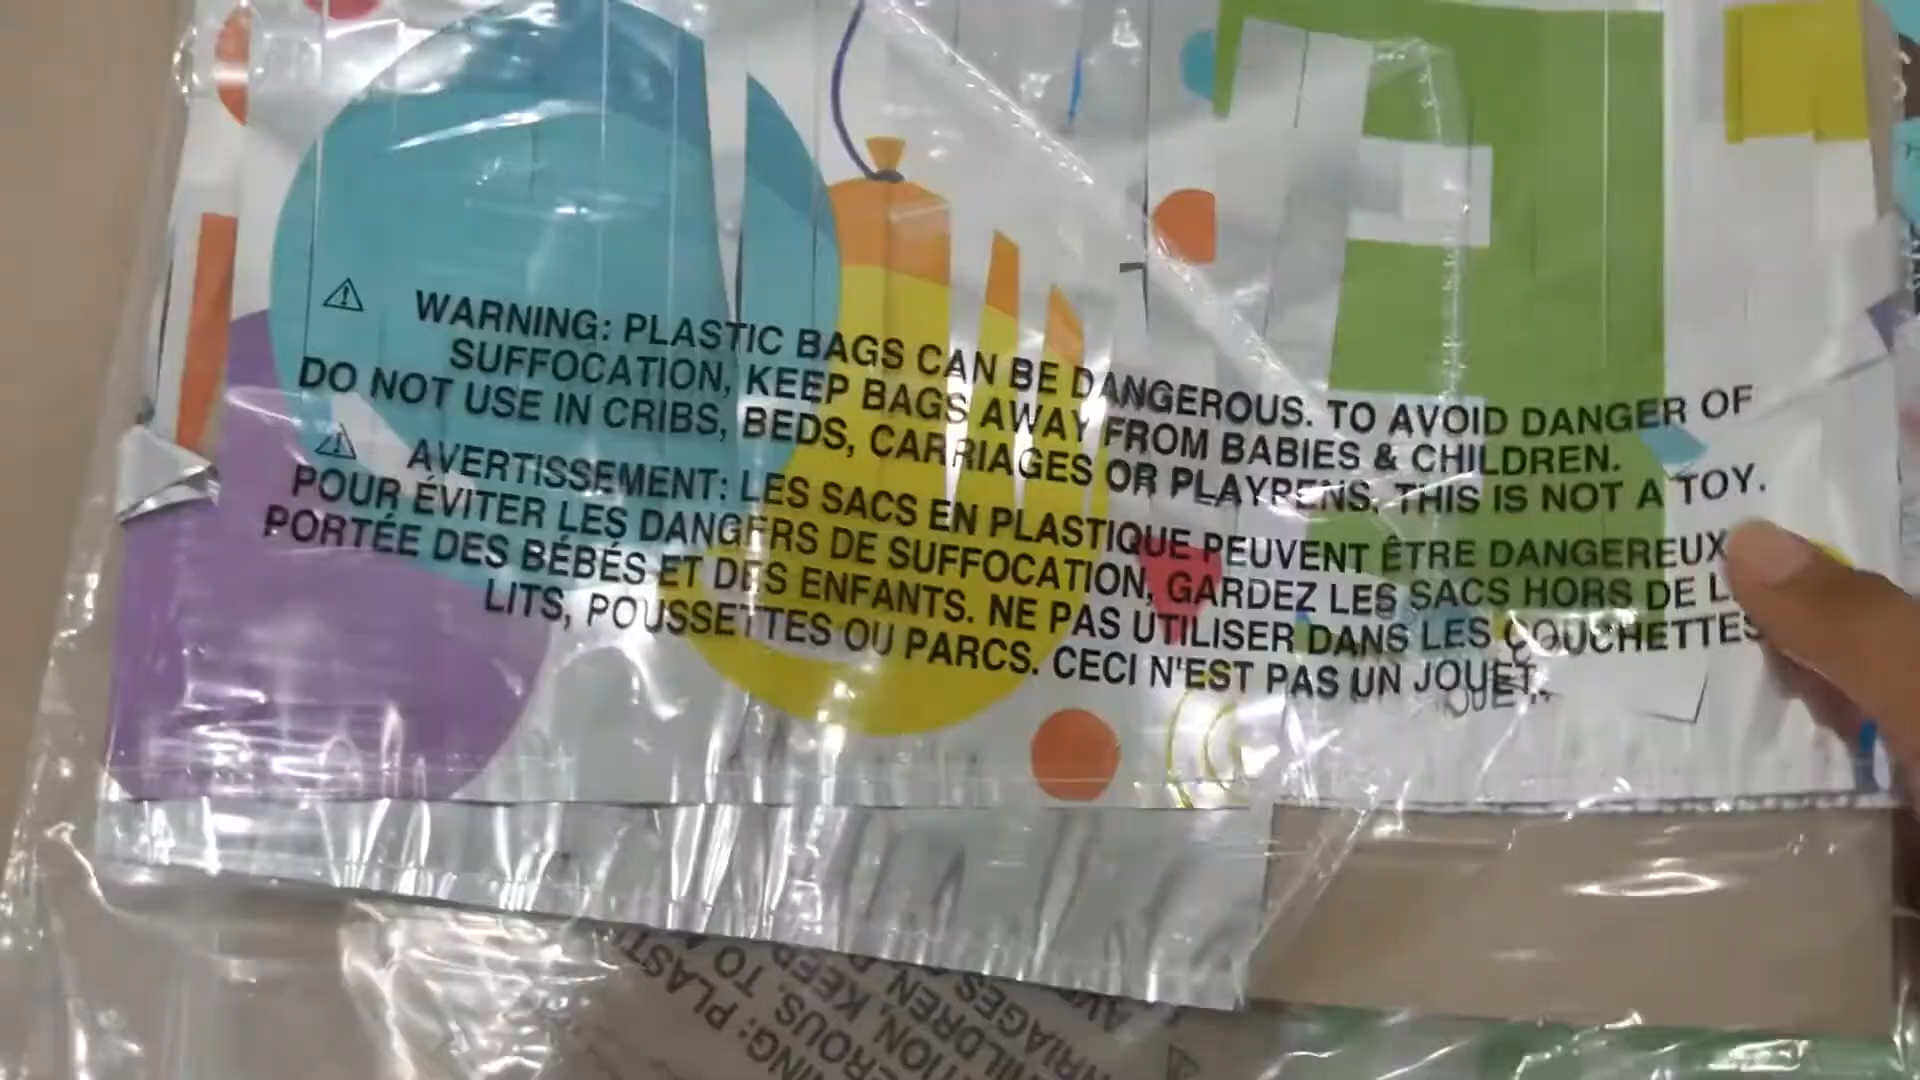 ⚠ WARNING: PLASTIC BAGS CAN BE DANGEROUS. TO AVOID DANGER OF
SUFFOCATION, KEEP BAGS AWAY FROM BABIES & CHILDREN.
DO NOT USE IN CRIBS, BEDS, CARRIAGES OR PLAYPENS. THIS IS NOT A TOY.
⚠ AVERTISSEMENT: LES SACS EN PLASTIQUE PEUVENT ÊTRE DANGEREUX
POUR ÉVITER LES DANGERS DE SUFFOCATION, GARDEZ LES SACS HORS DE
PORTÉE DES BÉBÉS ET DES ENFANTS. NE PAS UTILISER DANS LES COUCHETTES
LITS, POUSSETTES OU PARCS. CECI N'EST PAS UN JOUET.